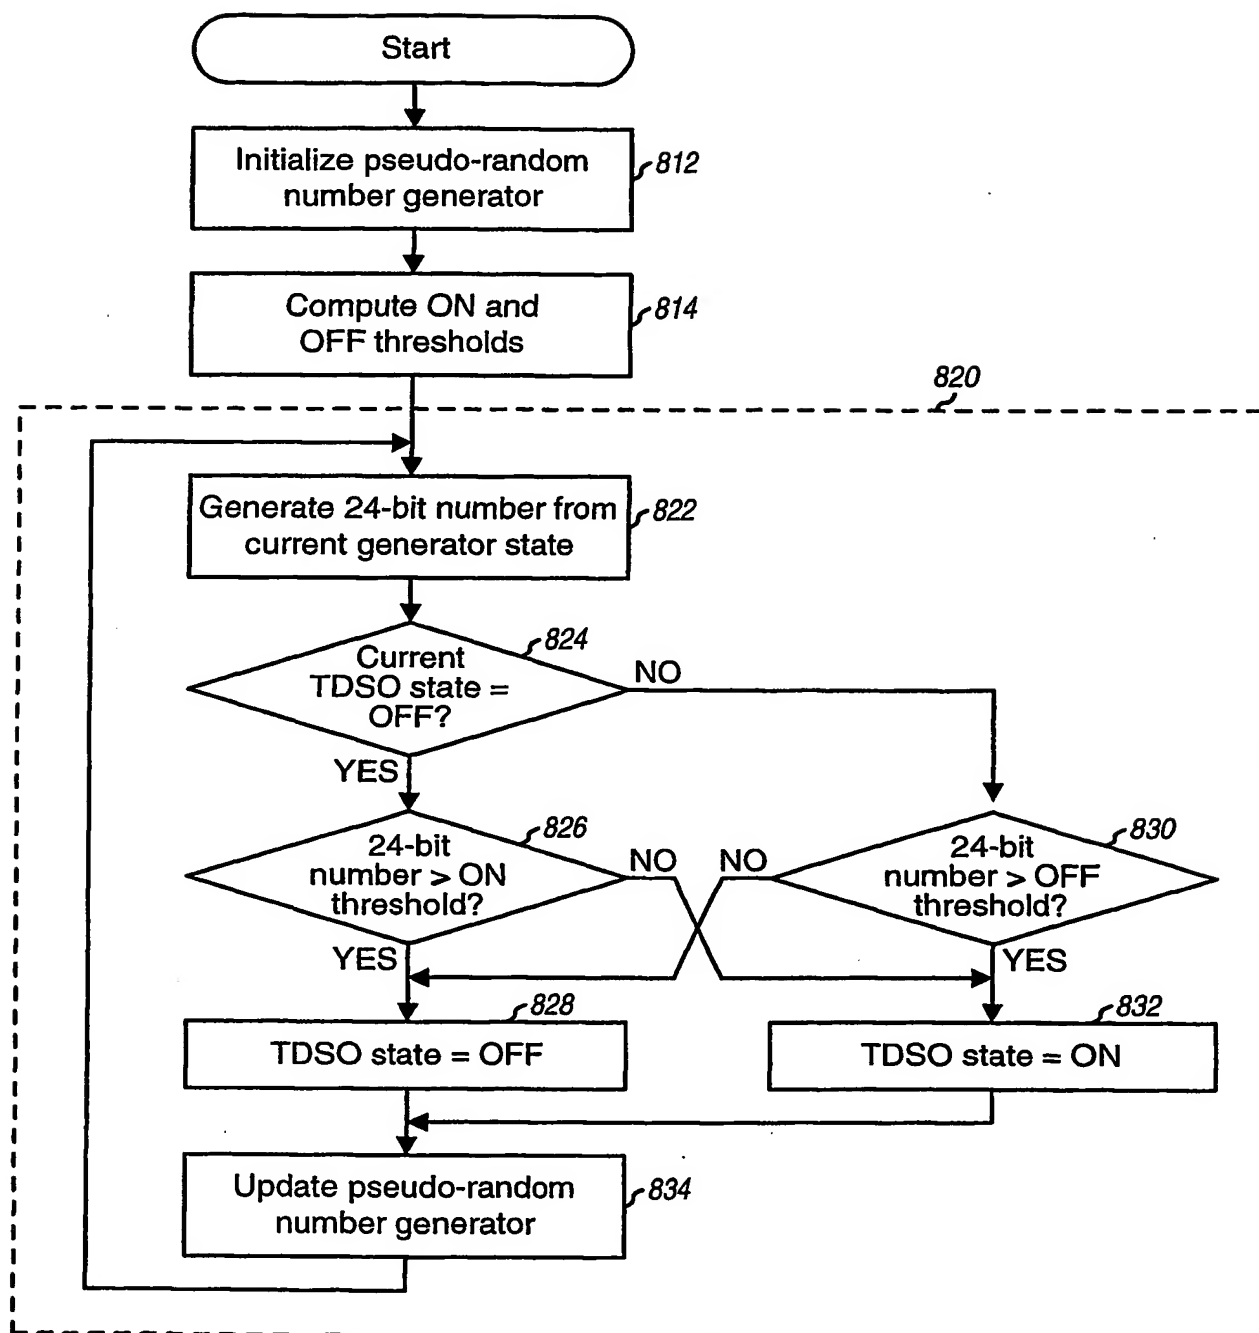 Start
Initialize pseudo-random
number generator
812
Compute ON and
OFF thresholds
814
820
Generate 24-bit number from
current generator state
822
Current
TDSO state =
OFF?
824
NO
YES
24-bit
number > ON
threshold?
826
NO
NO
24-bit
number > OFF
threshold?
830
YES
YES
TDSO state = OFF
828
TDSO state = ON
832
Update pseudo-random
number generator
834